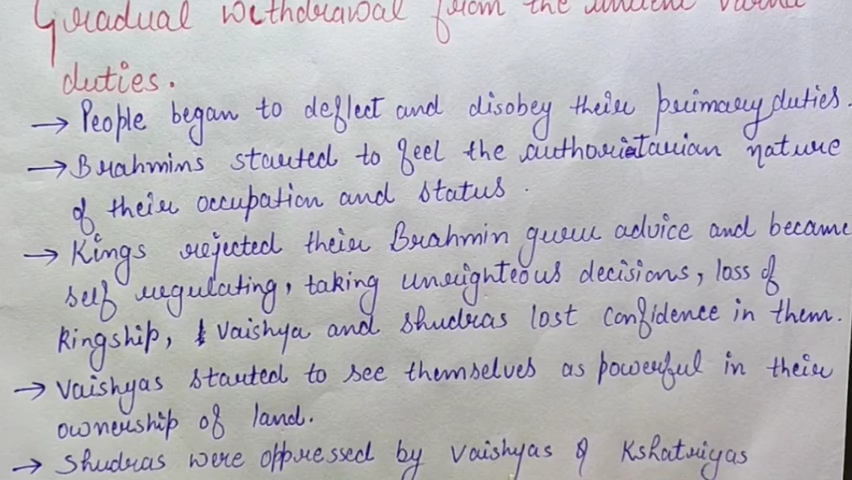 Gradual withdrawal from the ancient varna
duties.
→ People began to deflect and disobey their primary duties.
→ Brahmins started to feel the authoritarian nature
of their occupation and status.
→ Kings rejected their Brahmin guru advice and became
self regulating, taking unrighteous decisions, loss of
kingship, Vaishya and Shudras lost confidence in them.
→ Vaishyas started to see themselves as powerful in their
ownership of land.
→ Shudras were oppressed by Vaishyas & Kshatriyas